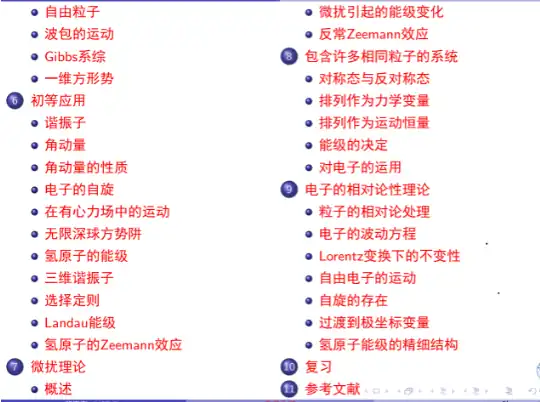 自由粒子
波包的运动
Gibbs系综
一维方形势
6 初等应用
谐振子
角动量
角动量的性质
电子的自旋
在有心力场中的运动
无限深球方势阱
氢原子的能级
三维谐振子
选择定则
Landau能级
氢原子的Zeemann效应
7 微扰理论
概述
微扰引起的能级变化
反常Zeemann效应
8 包含许多相同粒子的系统
对称态与反对称态
排列作为力学变量
排列作为运动恒量
能级的决定
对电子的运用
9 电子的相对论性理论
粒子的相对论处理
电子的波动方程
Lorentz变换下的不变性
自由电子的运动
自旋的存在
过渡到极坐标变量
氢原子能级的精细结构
10 复习
11 参考文献